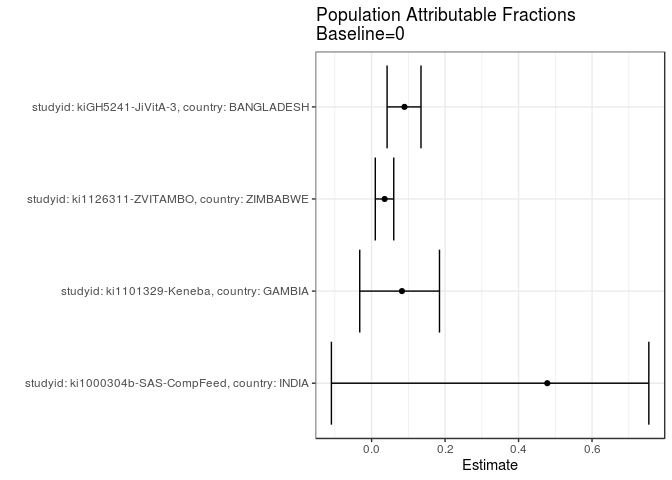 Population Attributable Fractions
Baseline=0
studyid: kiGH5241-JiVitA-3, country: BANGLADESH
studyid: ki1126311-ZVITAMBO, country: ZIMBABWE
studyid: ki1101329-Keneba, country: GAMBIA
studyid: ki1000304b-SAS-CompFeed, country: INDIA
0.0 0.2 0.4 0.6
Estimate